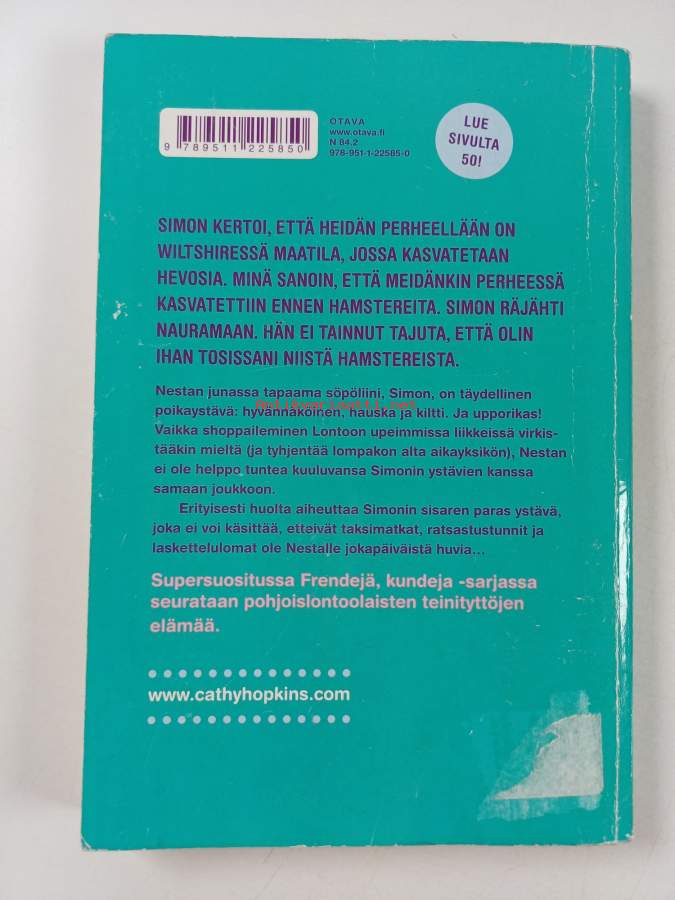 9 789511 225850
OTAVA
www.otava.fi
N 84.2
978-951-1-22585-0
LUE
SIVULTA
50!
SIMON KERTOI, ETTÄ HEIDÄN PERHEELLÄÄN ON
WILTSHIRESSÄ MAATILA, JOSSA KASVATETAAN
HEVOSIA. MINÄ SANOIN, ETTÄ MEIDÄNKIN PERHEESSÄ
KASVATETTIIN ENNEN HAMSTEREITA. SIMON RÄJÄHTI
NAURAMAAN. HÄN EI TAINNUT TAJUTA, ETTÄ OLIN
IHAN TOSISSANI NIISTÄ HAMSTEREISTA.
Nestan junassa tapaama söpöliini, Simon, on täydellinen
poikaystävä: hyvännäköinen, hauska ja kiltti. Ja upporikas!
Antikvariaatti.net
Vaikka shoppaileminen Lontoon upeimmissa liikkeissä virkis-
tääkin mieltä (ja tyhjentää lompakon alta aikayksikön), Nestan
ei ole helppo tuntea kuuluvansa Simonin ystävien kanssa
samaan joukkoon.
Erityisesti huolta aiheuttaa Simonin sisaren paras ystävä,
joka ei voi käsittää, etteivät taksimatkat, ratsastustunnit ja
laskettelulomat ole Nestalle jokapäiväistä huvia...
Supersuositussa Frendejä, kundeja -sarjassa
seurataan pohjoislontoolaisten teinityttöjen
elämää.
www.cathyhopkins.com